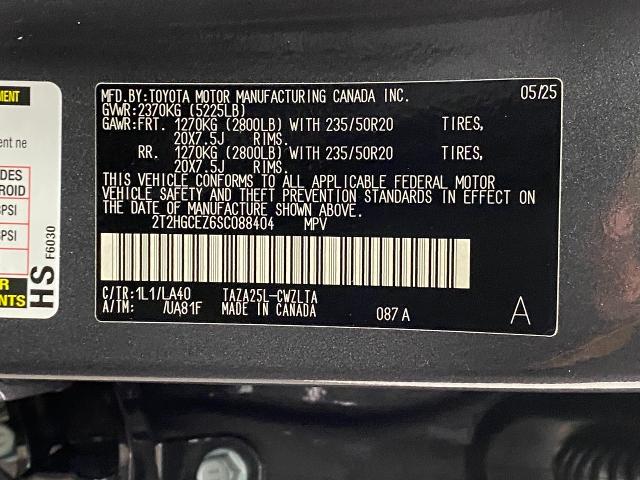 MFD.BY:TOYOTA MOTOR MANUFACTURING CANADA INC. 05/25
GVWR:2370KG (5225LB)
GAWR:FRT. 1270KG (2800LB) WITH 235/50R20 TIRES,
20X7.5J RIMS.
RR. 1270KG (2800LB) WITH 235/50R20 TIRES,
20X7.5J RIMS.
THIS VEHICLE CONFORMS TO ALL APPLICABLE FEDERAL MOTOR
VEHICLE SAFETY AND THEFT PREVENTION STANDARDS IN EFFECT ON
THE DATE OF MANUFACTURE SHOWN ABOVE.
2T2HGCEZ6SC088404 MPV
C/TR:1L1/LA40 TAZA25L-CWZLTA
A/TM: /UA81F MADE IN CANADA 087 A A
HS F6030
PSI
PSI